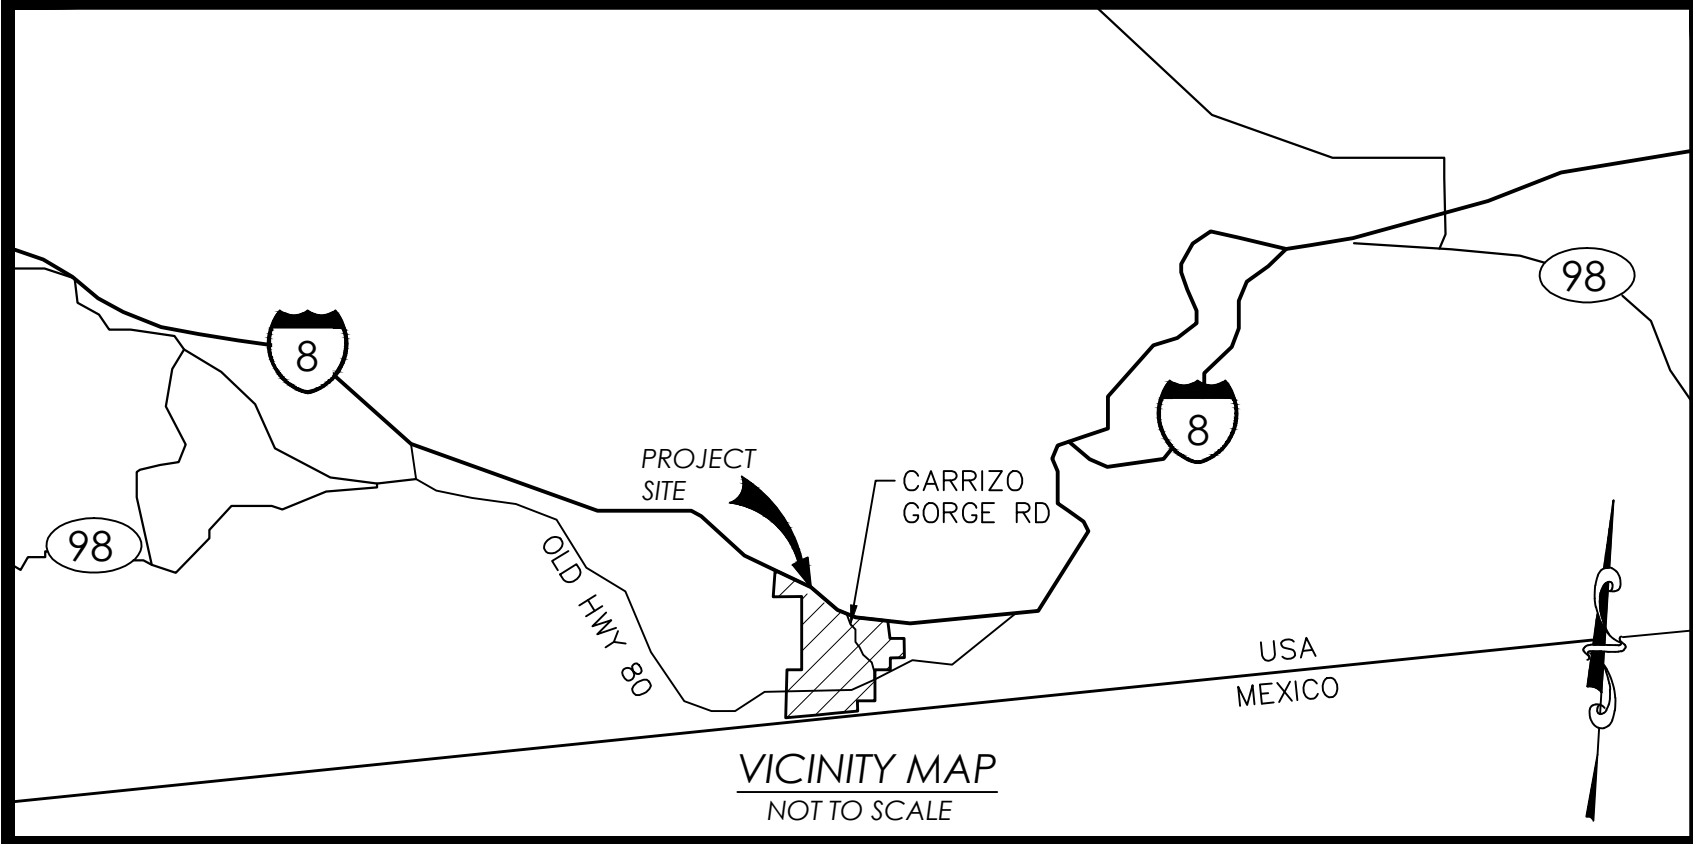 98
8
PROJECT
SITE
CARRIZO
GORGE RD
8
98
OLD HWY 80
USA
MEXICO
VICINITY MAP
NOT TO SCALE